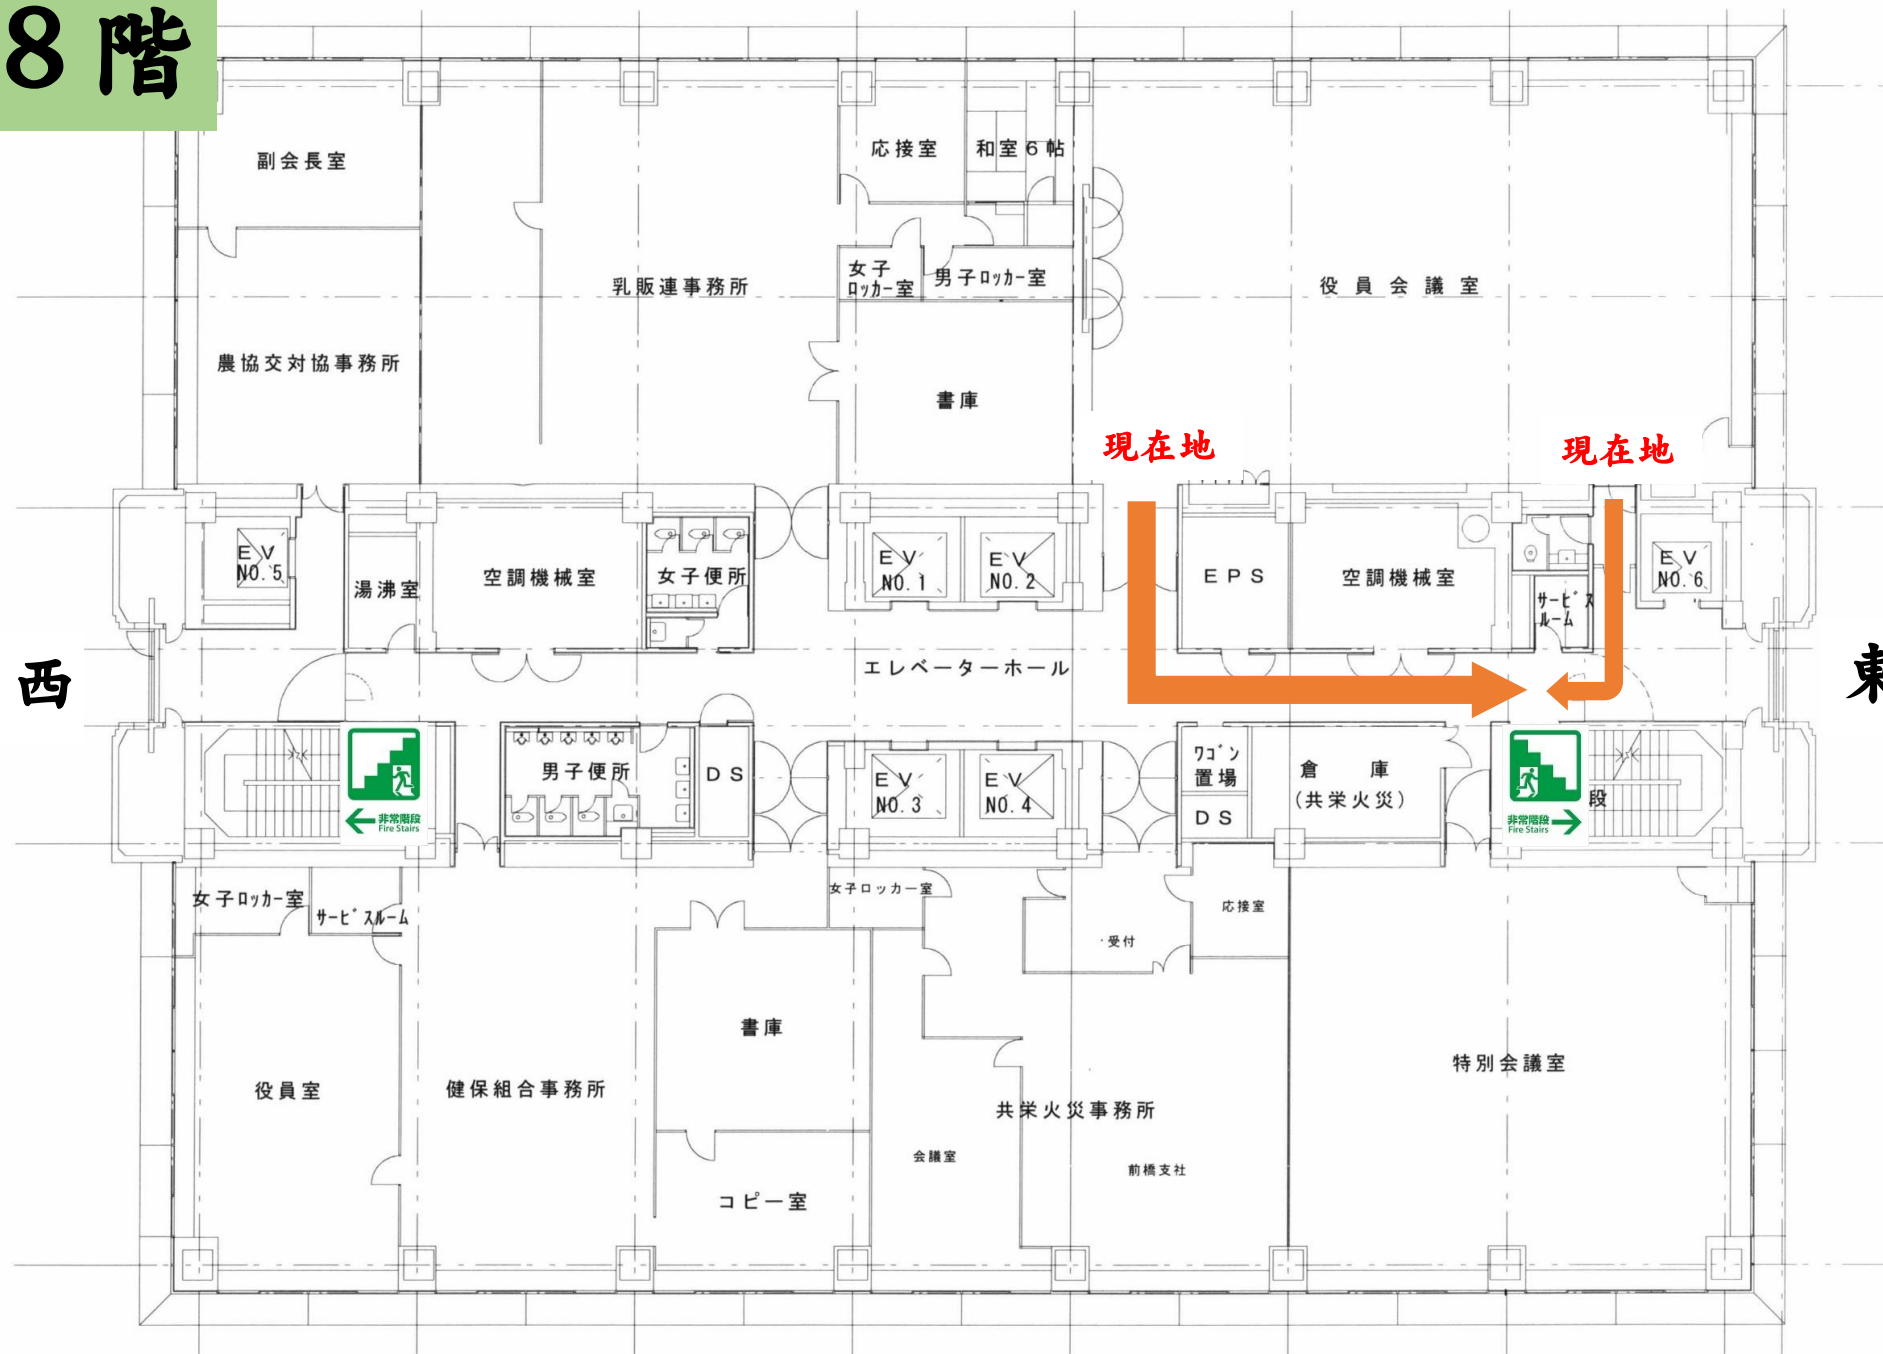 8階
副会長室
応接室
和室6帖
女子
ロッカー室
男子ロッカー室
乳販連事務所
役員会議室
農協交対協事務所
書庫
現在地
現在地
EV
NO.5
湯沸室
空調機械室
女子便所
EV
NO.1
EV
NO.2
EPS
空調機械室
サービス
ルーム
EV
NO.6
西
エレベーターホール
東
非常階段
Fire Stairs
男子便所
DS
EV
NO.3
EV
NO.4
ワゴン
置場
DS
倉庫
(共栄火災)
段
非常階段
Fire Stairs
女子ロッカー室
サービスルーム
女子ロッカー室
応接室
受付
書庫
役員室
健保組合事務所
共栄火災事務所
特別会議室
会議室
前橋支社
コピー室